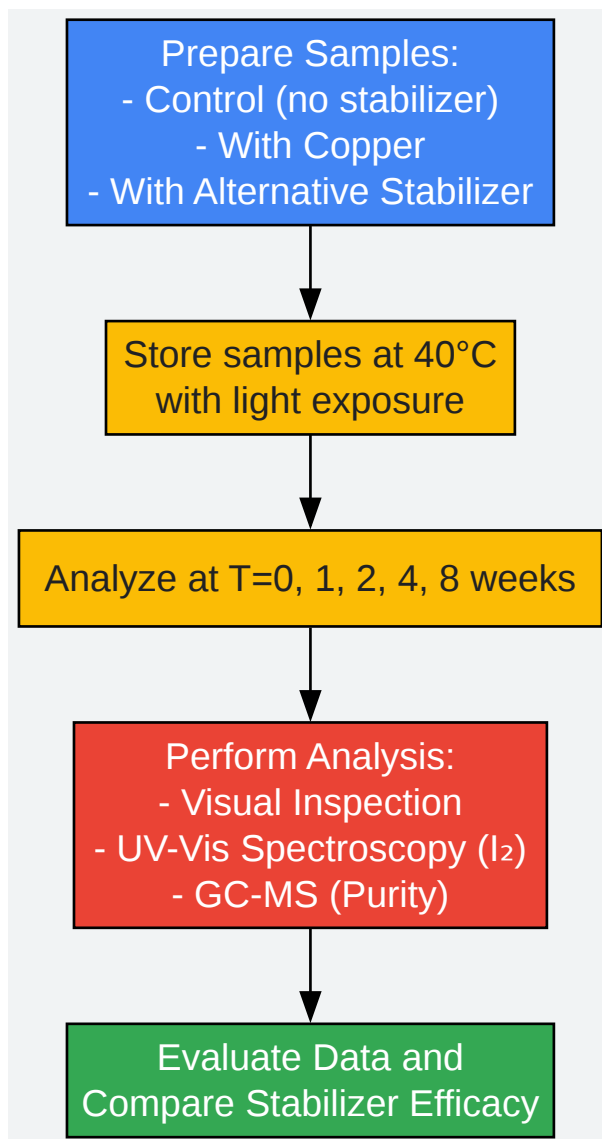 Prepare Samples:
- Control (no stabilizer)
- With Copper
- With Alternative Stabilizer
Store samples at 40°C
with light exposure
Analyze at T=0, 1, 2, 4, 8 weeks
Perform Analysis:
- Visual Inspection
- UV-Vis Spectroscopy (I₂)
- GC-MS (Purity)
Evaluate Data and
Compare Stabilizer Efficacy